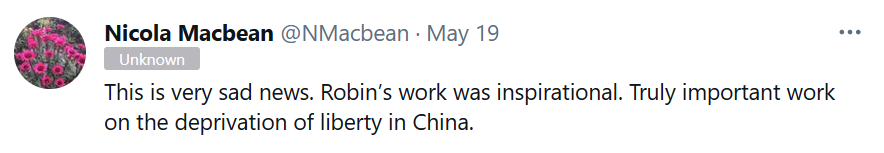 Nicola Macbean @NMacbean · May 19
Unknown
This is very sad news. Robin’s work was inspirational. Truly important work
on the deprivation of liberty in China.